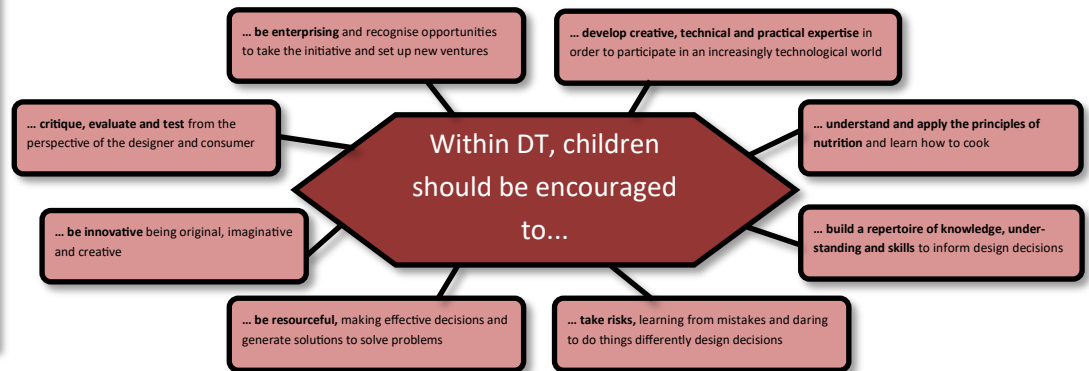 ... be enterprising and recognise opportunities
to take the initiative and set up new ventures
... develop creative, technical and practical expertise in
order to participate in an increasingly technological world
... critique, evaluate and test from the
perspective of the designer and consumer
Within DT, children
should be encouraged
to...
... understand and apply the principles of
nutrition and learn how to cook
... be innovative being original, imaginative
and creative
... build a repertoire of knowledge, under-
standing and skills to inform design decisions
... be resourceful, making effective decisions and
generate solutions to solve problems
... take risks, learning from mistakes and daring
to do things differently design decisions